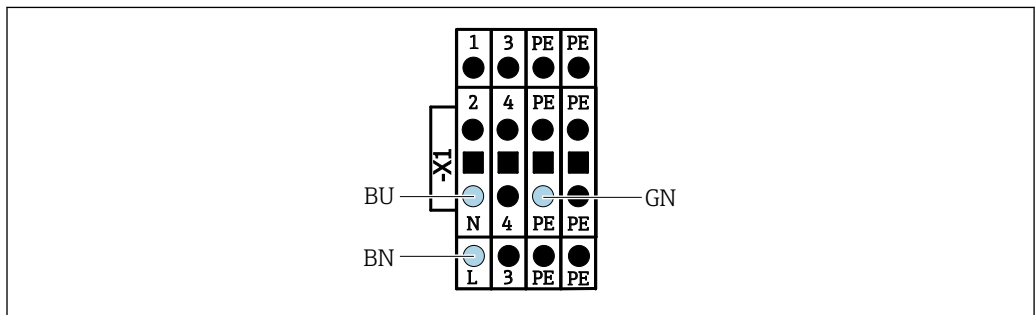 1 3 PE PE
2 4 PE PE
-X1
BU
GN
N 4 PE PE
BN
L 3 PE PE